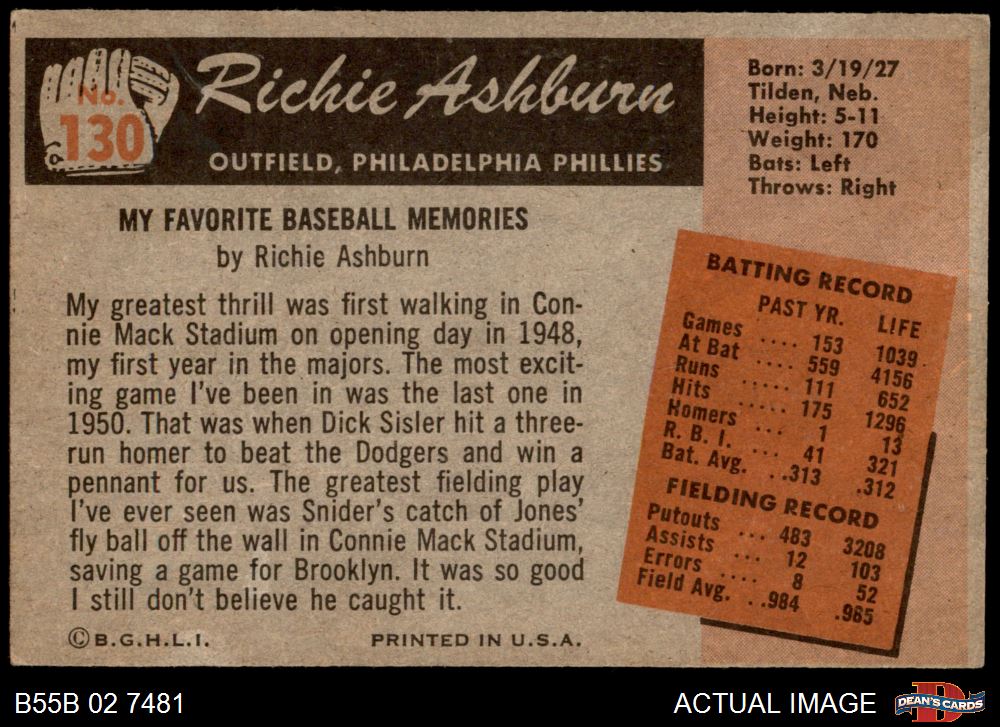 No.
130
Richie Ashburn
OUTFIELD, PHILADELPHIA PHILLIES
Born: 3/19/27
Tilden, Neb.
Height: 5-11
Weight: 170
Bats: Left
Throws: Right
MY FAVORITE BASEBALL MEMORIES
by Richie Ashburn
My greatest thrill was first walking in Con-
nie Mack Stadium on opening day in 1948,
my first year in the majors. The most excit-
ing game I've been in was the last one in
1950. That was when Dick Sisler hit a three-
run homer to beat the Dodgers and win a
pennant for us. The greatest fielding play
I've ever seen was Snider's catch of Jones'
fly ball off the wall in Connie Mack Stadium,
saving a game for Brooklyn. It was so good
I still don't believe he caught it.
©B.G.H.L.I. PRINTED IN U.S.A.
BATTING RECORD
PAST YR. LIFE
Games .... 153 1039
At Bat .... 559 4156
Runs ..... 111 652
Hits ..... 175 1296
Homers ... 1 13
R. B. I. ... 41 321
Bat. Avg. ..313 .312
FIELDING RECORD
Putouts ... 483 3208
Assists ... 12 103
Errors .... 8 52
Field Avg. ..984 .985
B55B 02 7481 ACTUAL IMAGE
D
DEAN'S CARDS